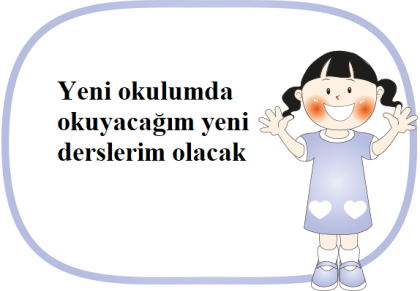 Yeni okulumda
okuyacağım yeni
derslerim olacak